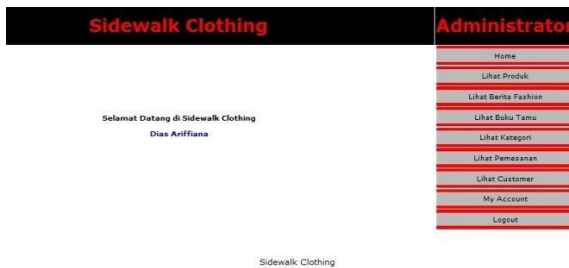 Sidewalk Clothing
Administrator
Home
Lihat Produk
Lihat Berita Fashion
Lihat Buku Tamu
Lihat Kategori
Lihat Pemesanan
Lihat Customer
My Account
Logout
Selamat Datang di Sidewalk Clothing
Dias Ariffiana
Sidewalk Clothing